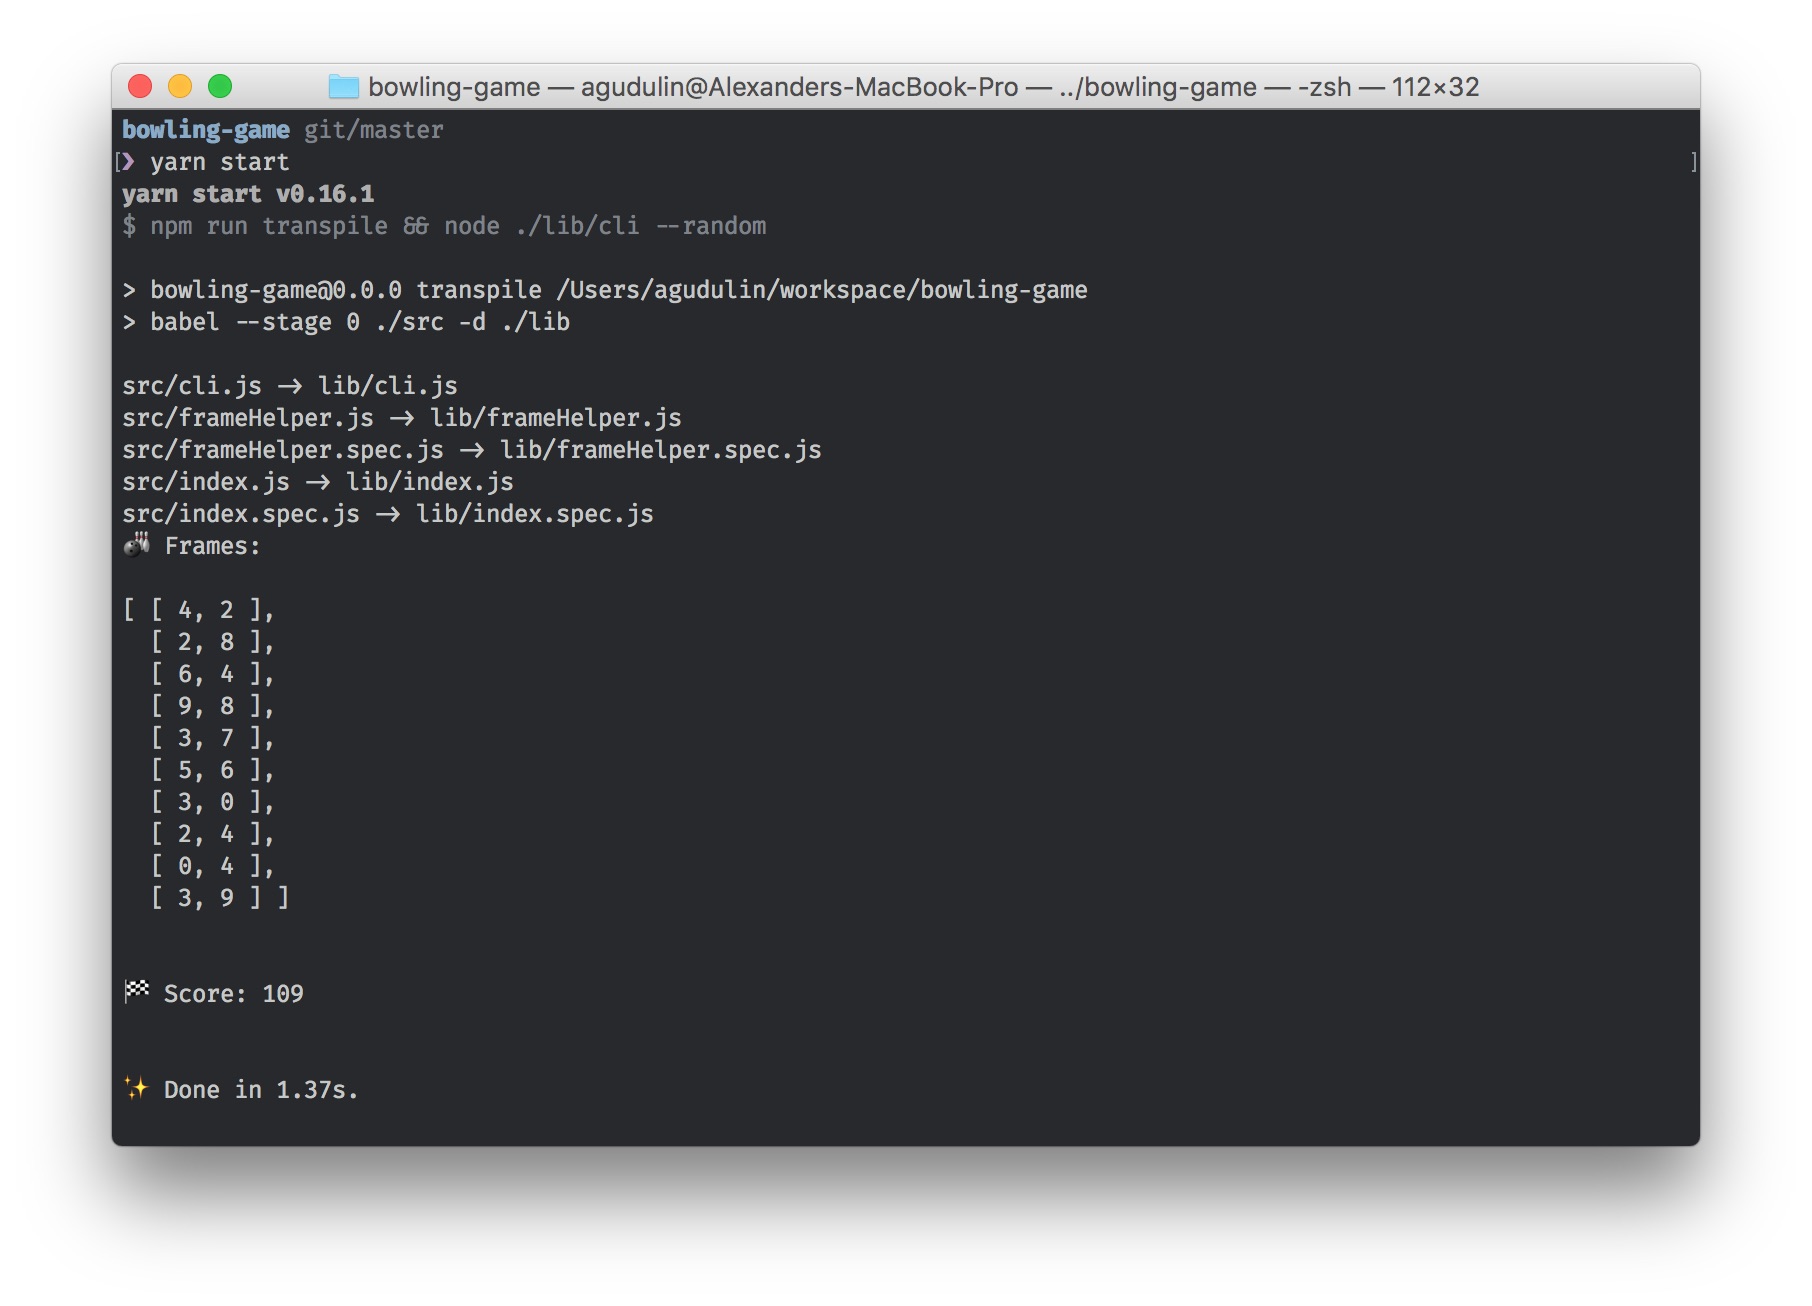 bowling-game — agudulin@Alexanders-MacBook-Pro — ../bowling-game — -zsh — 112×32
bowling-game git/master
[❯ yarn start ]
yarn start v0.16.1
$ npm run transpile && node ./lib/cli --random

> bowling-game@0.0.0 transpile /Users/agudulin/workspace/bowling-game
> babel --stage 0 ./src -d ./lib

src/cli.js -> lib/cli.js
src/frameHelper.js -> lib/frameHelper.js
src/frameHelper.spec.js -> lib/frameHelper.spec.js
src/index.js -> lib/index.js
src/index.spec.js -> lib/index.spec.js
🎳 Frames:

[ [ 4, 2 ],
  [ 2, 8 ],
  [ 6, 4 ],
  [ 9, 8 ],
  [ 3, 7 ],
  [ 5, 6 ],
  [ 3, 0 ],
  [ 2, 4 ],
  [ 0, 4 ],
  [ 3, 9 ] ]

🏁 Score: 109

✨ Done in 1.37s.